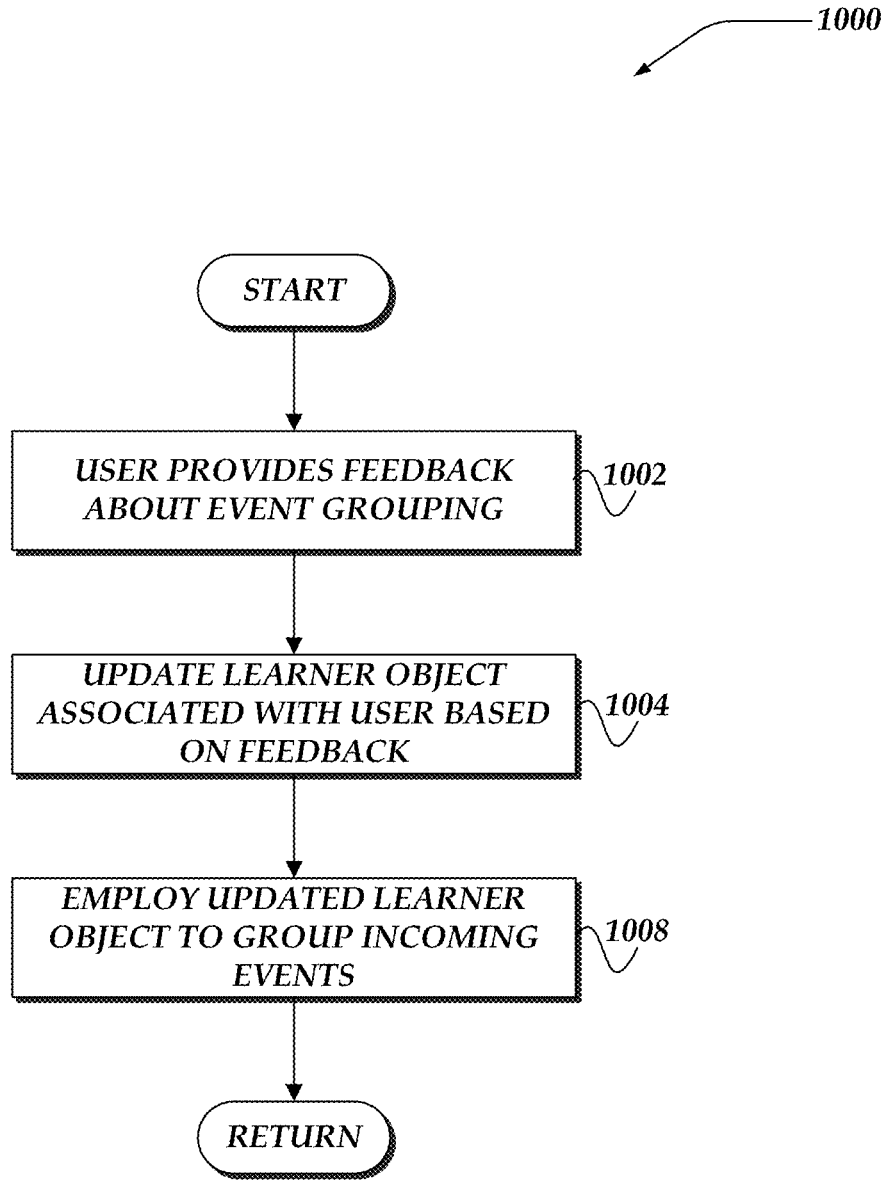 1000
START
USER PROVIDES FEEDBACK
ABOUT EVENT GROUPING
1002
UPDATE LEARNER OBJECT
ASSOCIATED WITH USER BASED
ON FEEDBACK
1004
EMPLOY UPDATED LEARNER
OBJECT TO GROUP INCOMING
EVENTS
1008
RETURN